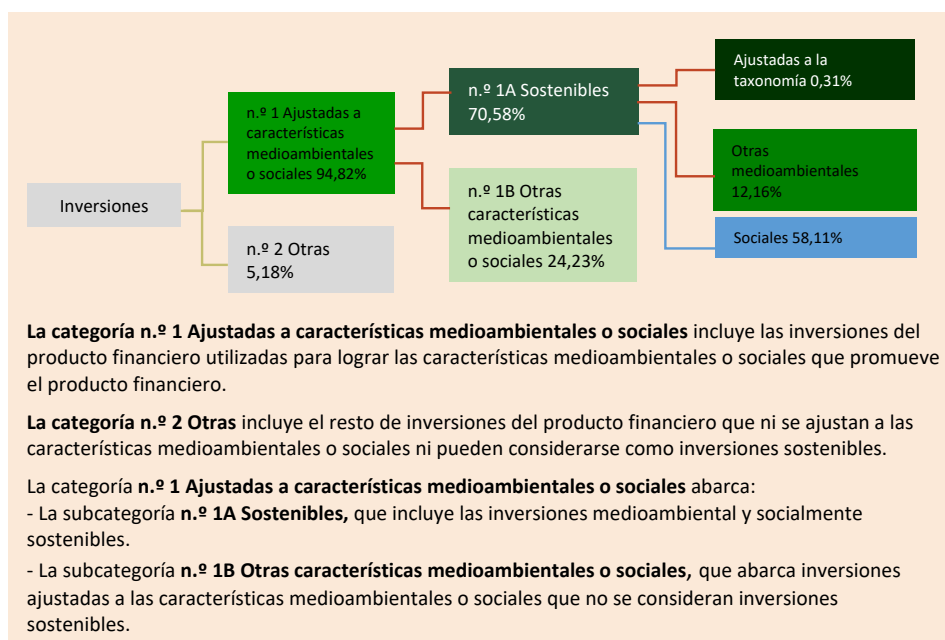 Inversiones
n.º 1 Ajustadas a
características
medioambientales
o sociales 94,82%
n.º 2 Otras
5,18%
n.º 1A Sostenibles
70,58%
n.º 1B Otras
características
medioambientales
o sociales 24,23%
Ajustadas a la
taxonomía 0,31%
Otras
medioambientales
12,16%
Sociales 58,11%
La categoría n.º 1 Ajustadas a características medioambientales o sociales incluye las inversiones del
producto financiero utilizadas para lograr las características medioambientales o sociales que promueve
el producto financiero.
La categoría n.º 2 Otras incluye el resto de inversiones del producto financiero que ni se ajustan a las
características medioambientales o sociales ni pueden considerarse como inversiones sostenibles.
La categoría n.º 1 Ajustadas a características medioambientales o sociales abarca:
- La subcategoría n.º 1A Sostenibles, que incluye las inversiones medioambiental y socialmente
sostenibles.
- La subcategoría n.º 1B Otras características medioambientales o sociales, que abarca inversiones
ajustadas a las características medioambientales o sociales que no se consideran inversiones
sostenibles.